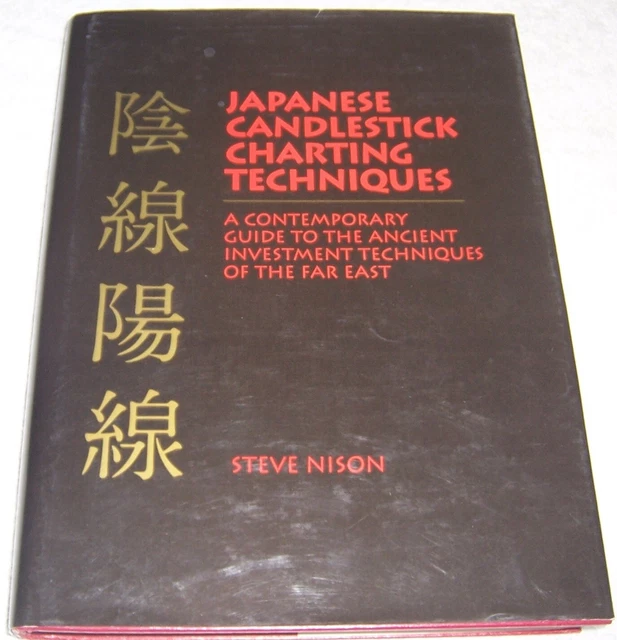 陰線陽線
JAPANESE
CANDLESTICK
CHARTING
TECHNIQUES
A CONTEMPORARY
GUIDE TO THE ANCIENT
INVESTMENT TECHNIQUES
OF THE FAR EAST
STEVE NISON